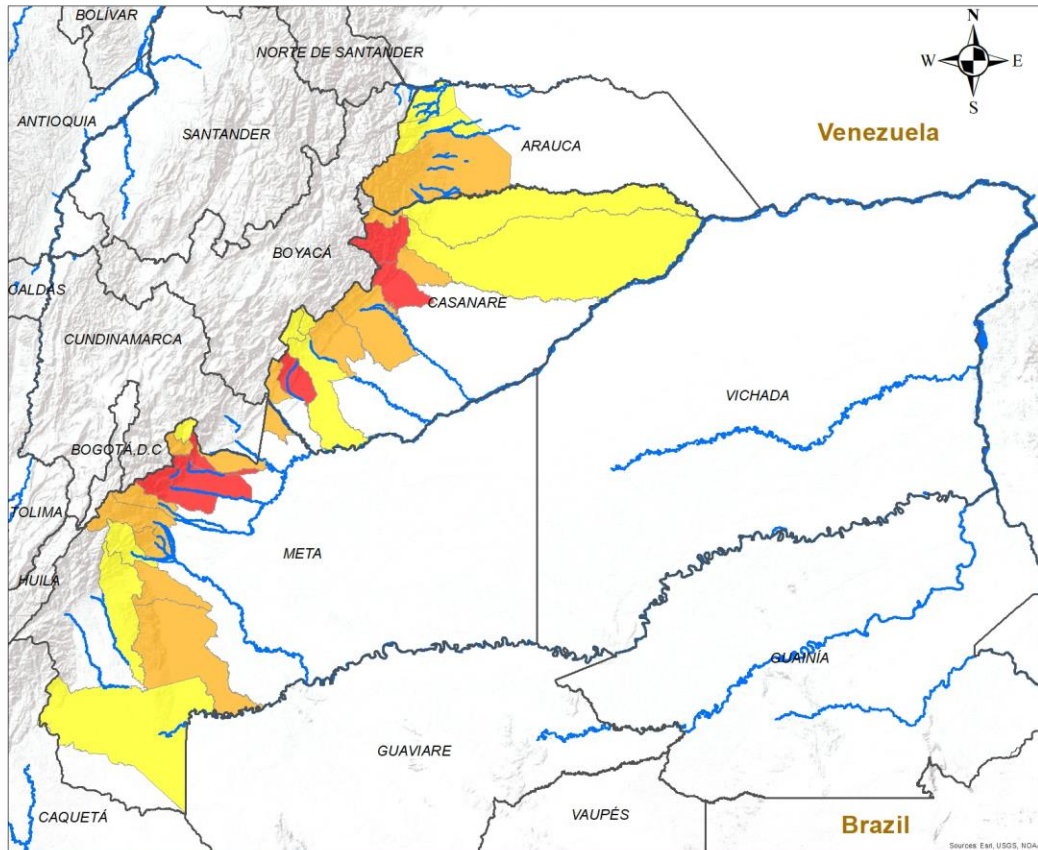 BOLÍVAR
NORTE DE SANTANDER
N
W
E
S
ANTIOQUIA
SANTANDER
ARAUCA
Venezuela
BOYACÁ
CALDAS
CASANARE
CUNDINAMARCA
VICHADA
BOGOTÁ,D.C
TOLIMA
META
HUILA
GUAINÍA
GUAVIARE
CAQUETÁ
VAUPÉS
Brazil
Sources: Esri, USGS, NOAA